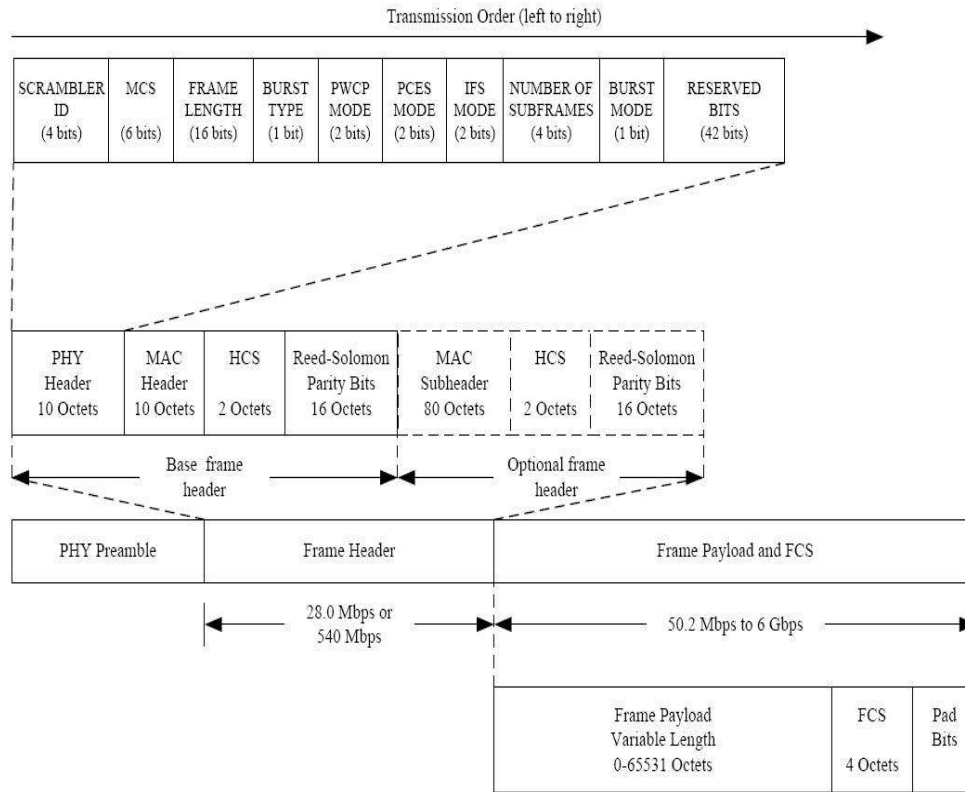 Transmission Order (left to right)
SCRAMBLER ID (4 bits)
MCS (6 bits)
FRAME LENGTH (16 bits)
BURST TYPE (1 bit)
PWCP MODE (2 bits)
PCES MODE (2 bits)
IFS MODE (2 bits)
NUMBER OF SUBFRAMES (4 bits)
BURST MODE (1 bit)
RESERVED BITS (42 bits)
PHY Header 10 Octets
MAC Header 10 Octets
HCS 2 Octets
Reed-Solomon Parity Bits 16 Octets
MAC Subheader 80 Octets
HCS 2 Octets
Reed-Solomon Parity Bits 16 Octets
Base frame header
Optional frame header
PHY Preamble
Frame Header
Frame Payload and FCS
28.0 Mbps or 540 Mbps
50.2 Mbps to 6 Gbps
Frame Payload Variable Length 0-65531 Octets
FCS 4 Octets
Pad Bits